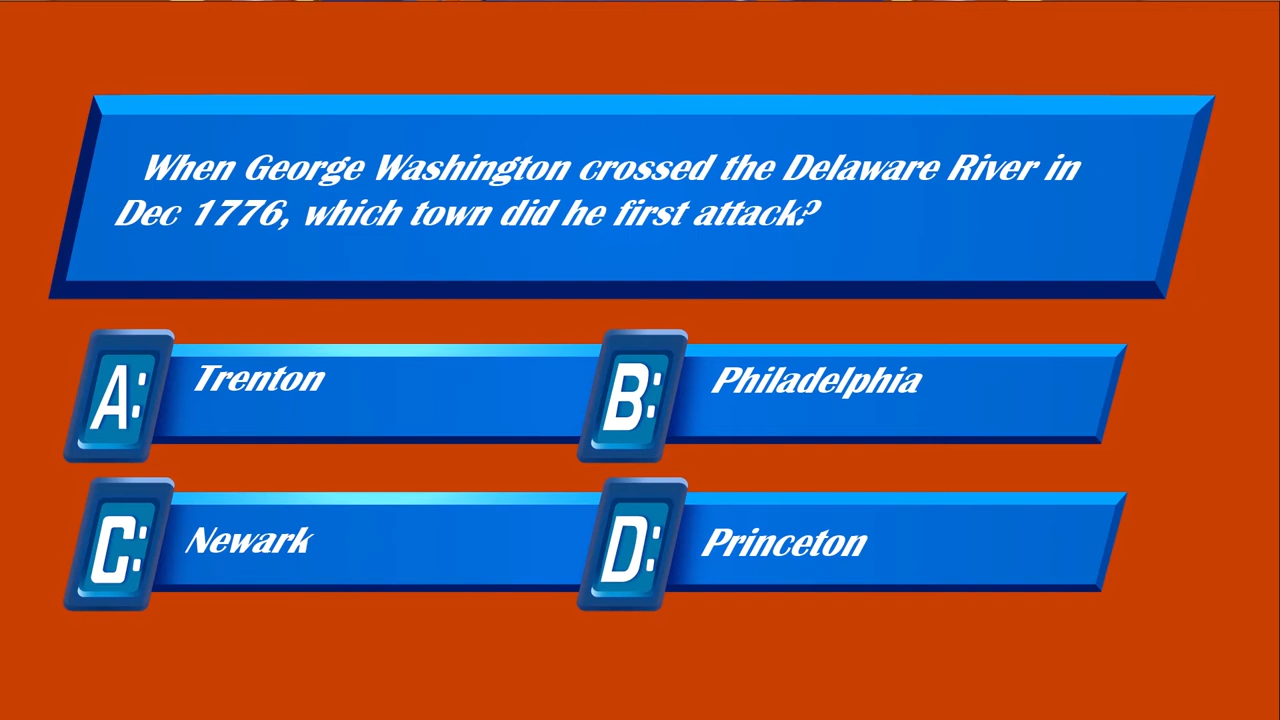 When George Washington crossed the Delaware River in
Dec 1776, which town did he first attack?
A: Trenton
B: Philadelphia
C: Newark
D: Princeton